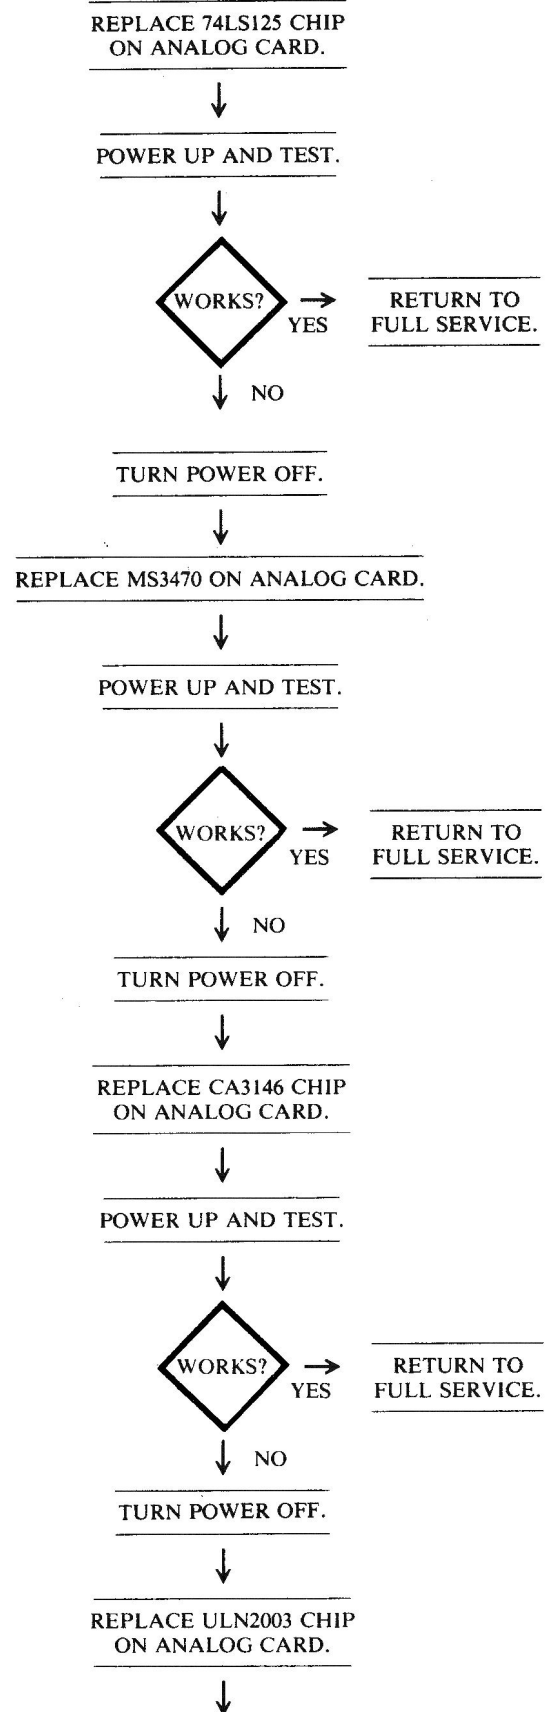 REPLACE 74LS125 CHIP
ON ANALOG CARD.
POWER UP AND TEST.
WORKS?
YES
RETURN TO
FULL SERVICE.
NO
TURN POWER OFF.
REPLACE MS3470 ON ANALOG CARD.
POWER UP AND TEST.
WORKS?
YES
RETURN TO
FULL SERVICE.
NO
TURN POWER OFF.
REPLACE CA3146 CHIP
ON ANALOG CARD.
POWER UP AND TEST.
WORKS?
YES
RETURN TO
FULL SERVICE.
NO
TURN POWER OFF.
REPLACE ULN2003 CHIP
ON ANALOG CARD.